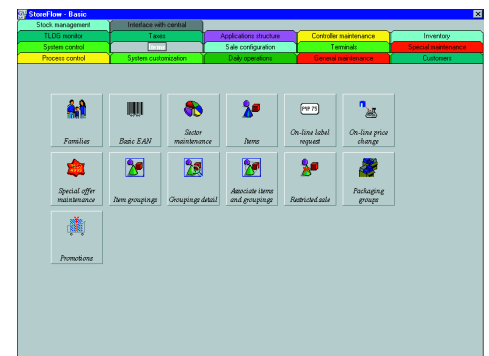 StoreFlow - Basic
Stock management Interface with central
TLOG monitor Taxes Applications structure Controller maintenance Inventory
System control Items Sale configuration Terminals Special maintenance
Process control System customization Daily operations General maintenance Customers
Families Basic EAN Sector maintenance Items On-line label request On-line price change
Special offer maintenance Item groupings Groupings detail Associate items and groupings Restricted sale Packaging groups
Promotions